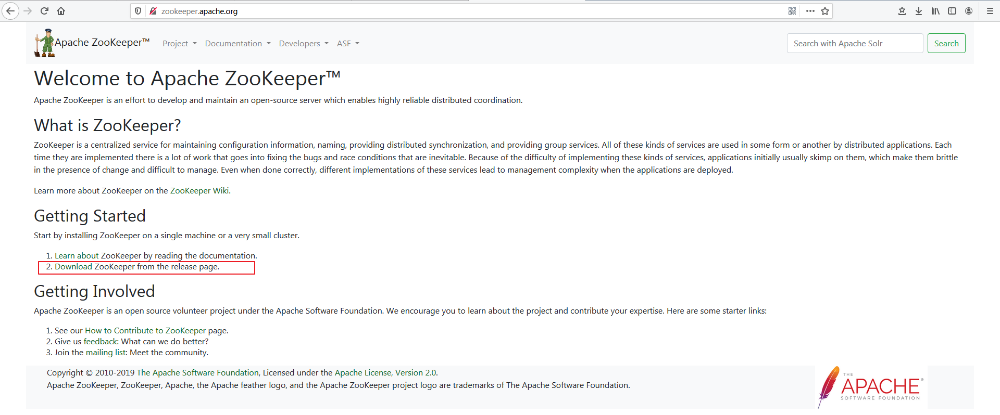 zookeeper.apache.org
Apache ZooKeeper™
Project
Documentation
Developers
ASF
Search with Apache Solr
Search
Welcome to Apache ZooKeeper™
Apache ZooKeeper is an effort to develop and maintain an open-source server which enables highly reliable distributed coordination.
What is ZooKeeper?
ZooKeeper is a centralized service for maintaining configuration information, naming, providing distributed synchronization, and providing group services. All of these kinds of services are used in some form or another by distributed applications. Each
time they are implemented there is a lot of work that goes into fixing the bugs and race conditions that are inevitable. Because of the difficulty of implementing these kinds of services, applications initially usually skimp on them, which make them brittle
in the presence of change and difficult to manage. Even when done correctly, different implementations of these services lead to management complexity when the applications are deployed.
Learn more about ZooKeeper on the ZooKeeper Wiki.
Getting Started
Start by installing ZooKeeper on a single machine or a very small cluster.
1. Learn about ZooKeeper by reading the documentation.
2. Download ZooKeeper from the release page.
Getting Involved
Apache ZooKeeper is an open source volunteer project under the Apache Software Foundation. We encourage you to learn about the project and contribute your expertise. Here are some starter links:
1. See our How to Contribute to ZooKeeper page.
2. Give us feedback: What can we do better?
3. Join the mailing list: Meet the community.
Copyright © 2010-2019 The Apache Software Foundation, Licensed under the Apache License, Version 2.0.
Apache ZooKeeper, ZooKeeper, Apache, the Apache feather logo, and the Apache ZooKeeper project logo are trademarks of The Apache Software Foundation.
THE
APACHE®
SOFTWARE FOUNDATION